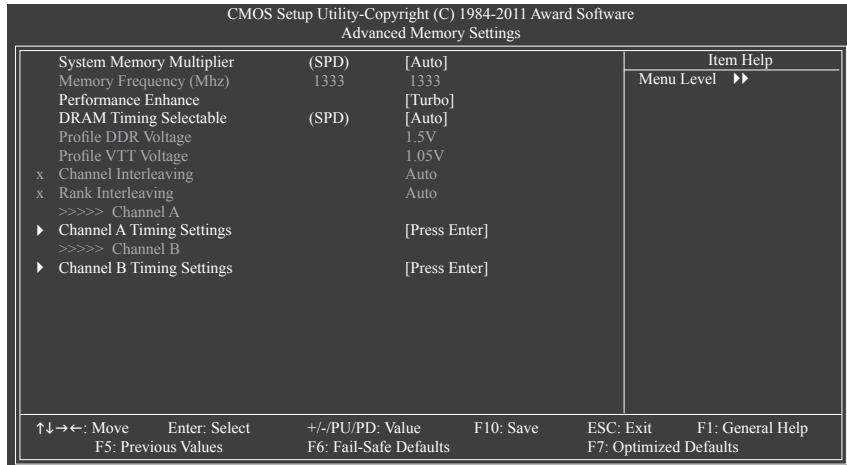 CMOS Setup Utility-Copyright (C) 1984-2011 Award Software
Advanced Memory Settings
System Memory Multiplier (SPD) [Auto]
Memory Frequency (Mhz) 1333 1333
Performance Enhance [Turbo]
DRAM Timing Selectable (SPD) [Auto]
Profile DDR Voltage 1.5V
Profile VTT Voltage 1.05V
x Channel Interleaving Auto
x Rank Interleaving Auto
>>>>> Channel A
Channel A Timing Settings [Press Enter]
>>>>> Channel B
Channel B Timing Settings [Press Enter]
Item Help
Menu Level
↑↓→←: Move Enter: Select +/-/PU/PD: Value F10: Save ESC: Exit F1: General Help
F5: Previous Values F6: Fail-Safe Defaults F7: Optimized Defaults